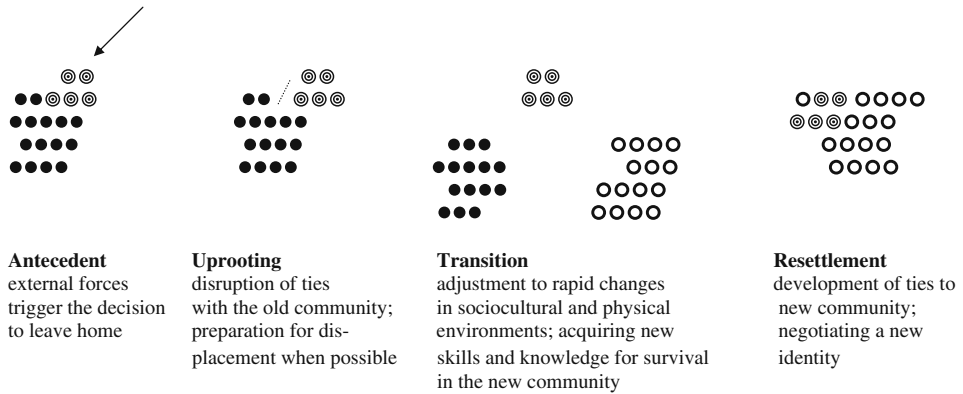 Antecedent
external forces
trigger the decision
to leave home
Uprooting
disruption of ties
with the old community;
preparation for dis-
placement when possible
Transition
adjustment to rapid changes
in sociocultural and physical
environments; acquiring new
skills and knowledge for survival
in the new community
Resettlement
development of ties to
new community;
negotiating a new
identity